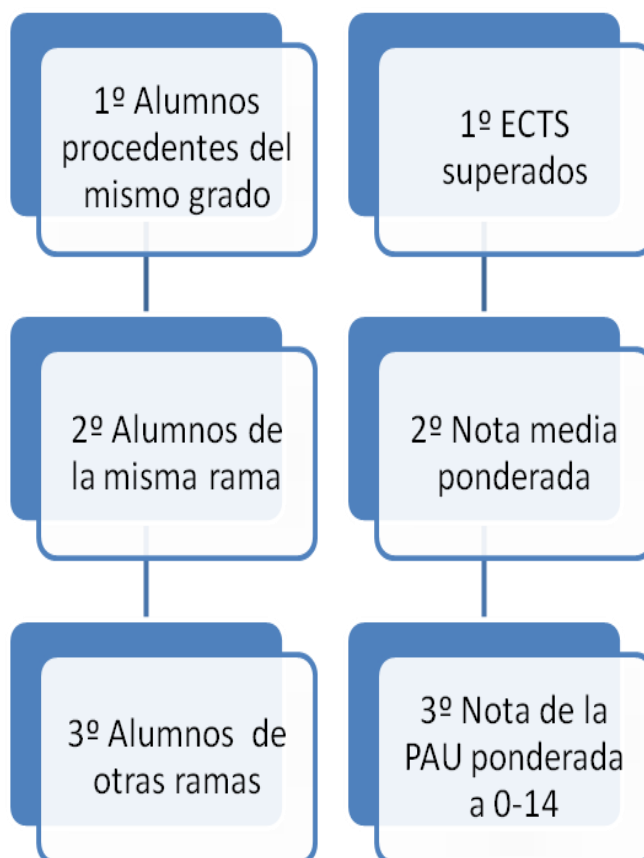 1º Alumnos
procedentes del
mismo grado
2º Alumnos de
la misma rama
3º Alumnos de
otras ramas
1º ECTS
superados
2º Nota media
ponderada
3º Nota de la
PAU ponderada
a 0-14